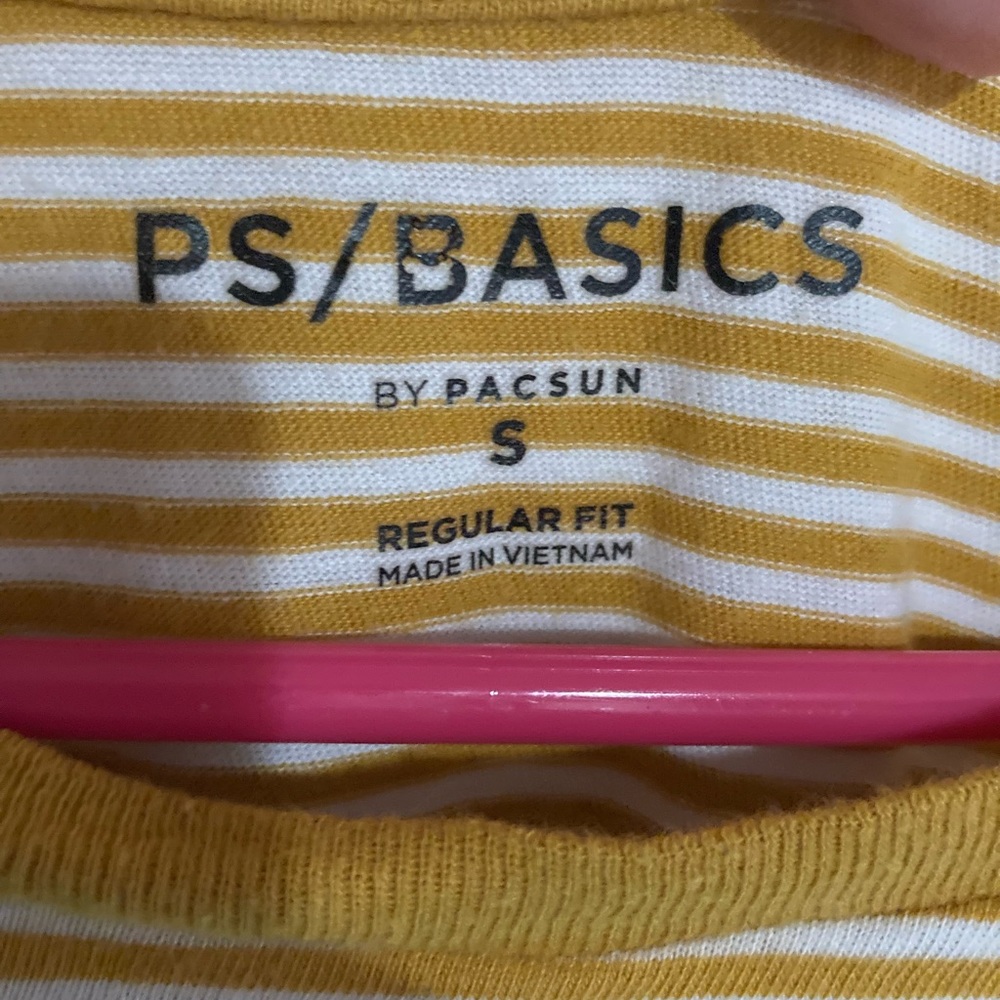 PS/BASICS
BY PACSUN
S
REGULAR FIT
MADE IN VIETNAM